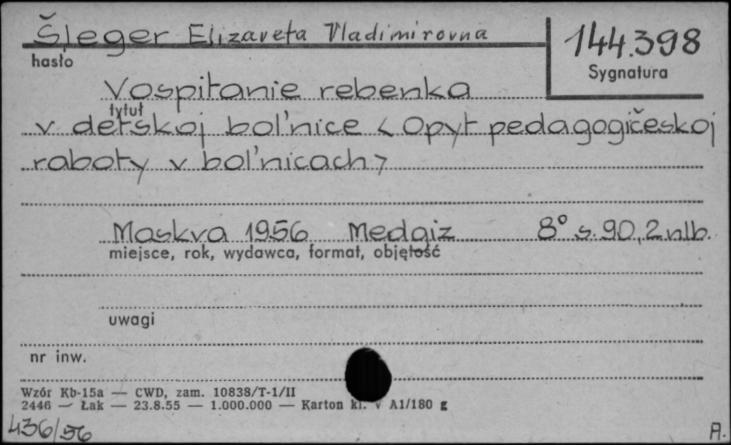 Šleger Elizaveta Vladimirovna
144.398
hasło
Sygnatura
Vospitanie rebenka
tytuł
v detskoj bol'nice < Opyt pedagogičeskoj
raboty v bol'nicach >
Moskva 1956 Medgiz 8° s. 90, 2 nlb.
miejsce, rok, wydawca, format, objętość
uwagi
nr inw.
Wzór Kb-15a — CWD, zam. 10838/T-1/II
2446 — Łak — 23.8.55 — 1.000.000 — Karton kl. V A1/180 g
436/56
A.